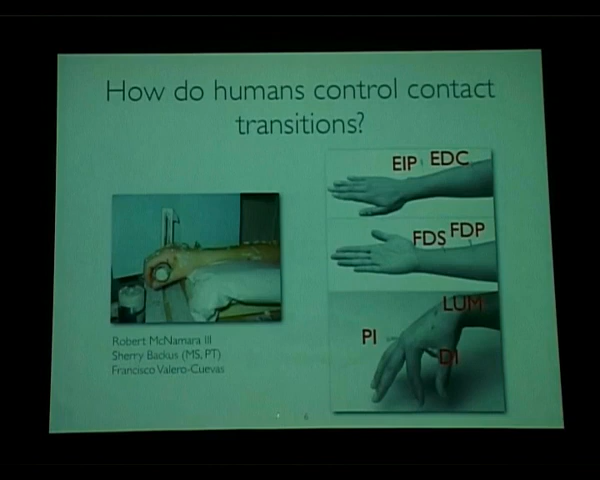 How do humans control contact
transitions?
EIP EDC
FDS FDP
LUM
PI
DI
Robert McNamara III
Sherry Backus (MS, PT)
Francisco Valero-Cuevas
6